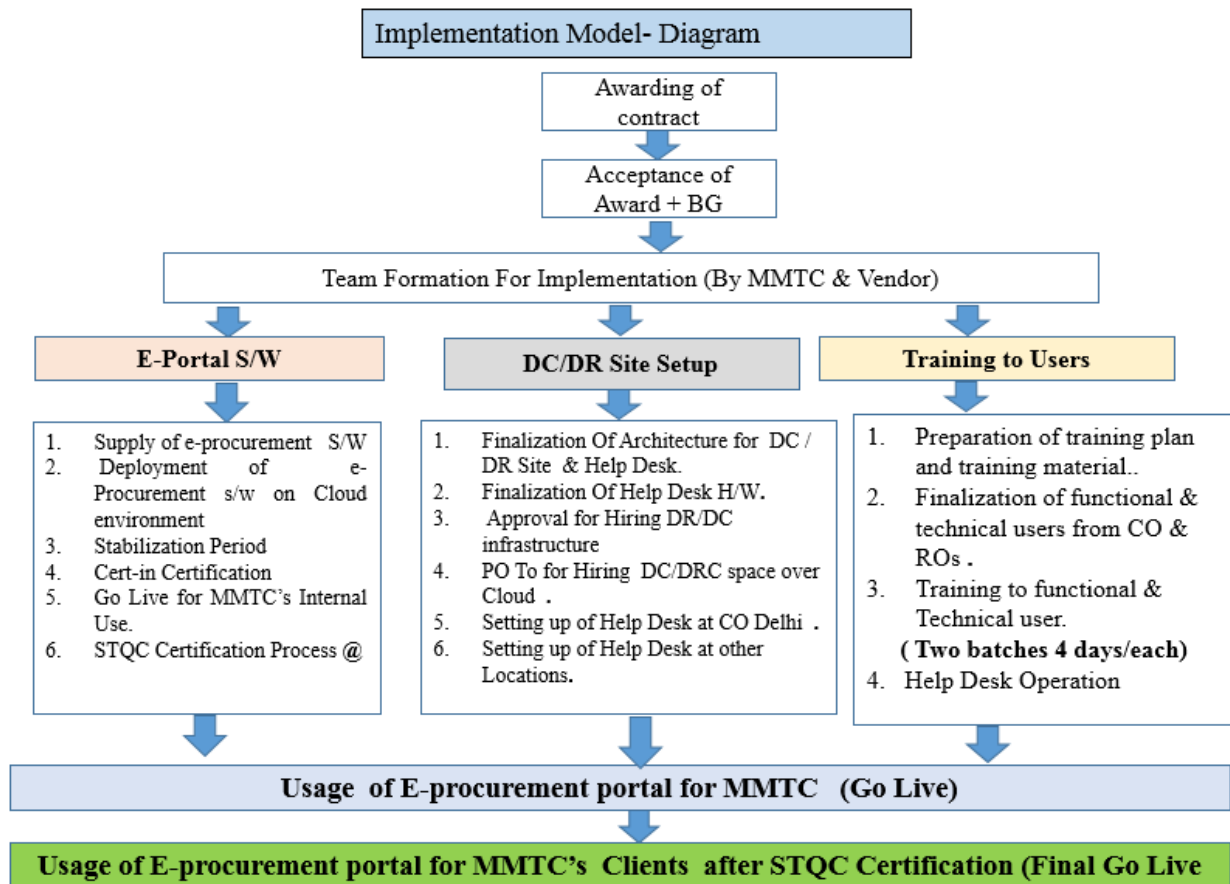 Implementation Model- Diagram
Awarding of
contract
Acceptance of
Award + BG
Team Formation For Implementation (By MMTC & Vendor)
E-Portal S/W
1. Supply of e-procurement S/W
2. Deployment of e-
Procurement s/w on Cloud
environment
3. Stabilization Period
4. Cert-in Certification
5. Go Live for MMTC's Internal
Use.
6. STQC Certification Process @
DC/DR Site Setup
1. Finalization Of Architecture for DC /
DR Site & Help Desk.
2. Finalization Of Help Desk H/W.
3. Approval for Hiring DR/DC
infrastructure
4. PO To for Hiring DC/DRC space over
Cloud .
5. Setting up of Help Desk at CO Delhi .
6. Setting up of Help Desk at other
Locations.
Training to Users
1. Preparation of training plan
and training material..
2. Finalization of functional &
technical users from CO &
ROs .
3. Training to functional &
Technical user.
( Two batches 4 days/each)
4. Help Desk Operation
Usage of E-procurement portal for MMTC (Go Live)
Usage of E-procurement portal for MMTC's Clients after STQC Certification (Final Go Live